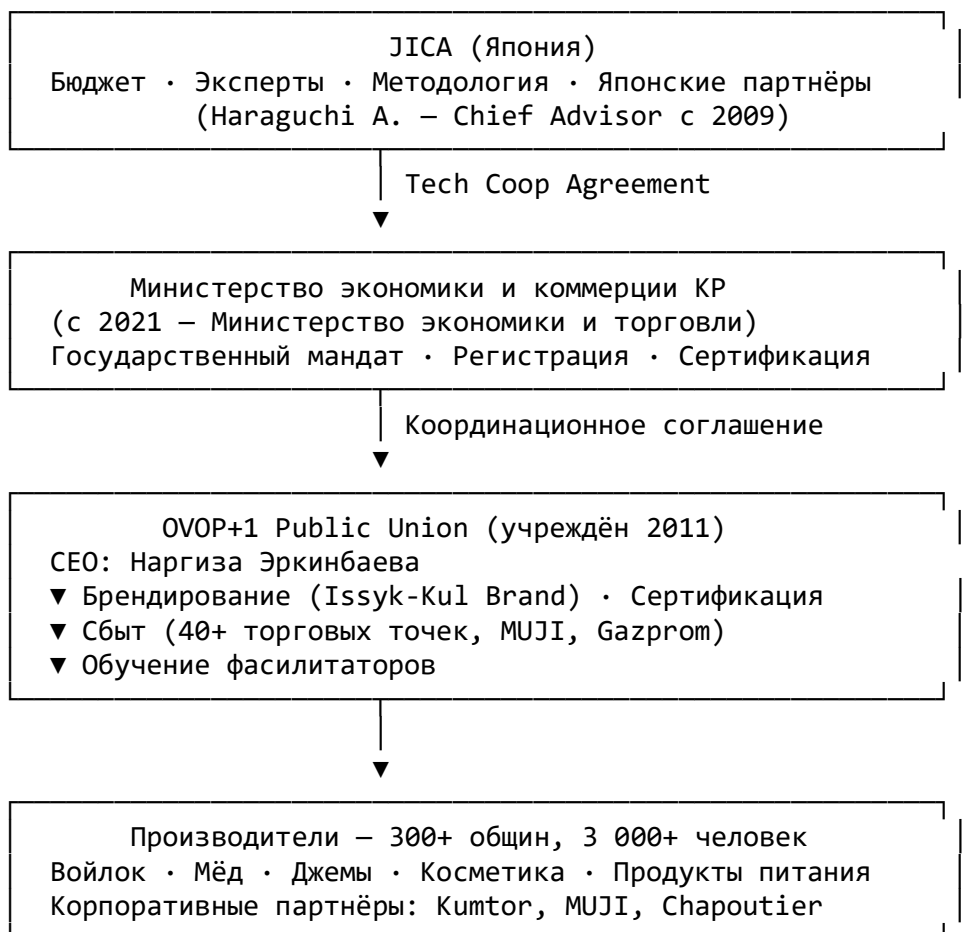 JICA (Япония)
Бюджет · Эксперты · Методология · Японские партнёры
(Haraguchi A. — Chief Advisor с 2009)
Tech Coop Agreement
▼
Министерство экономики и коммерции КР
(с 2021 — Министерство экономики и торговли)
Государственный мандат · Регистрация · Сертификация
Координационное соглашение
▼
OVOP+1 Public Union (учреждён 2011)
CEO: Наргиза Эркинбаева
▼ Брендирование (Issyk-Kul Brand) · Сертификация
▼ Сбыт (40+ торговых точек, MUJI, Gazprom)
▼ Обучение фасилитаторов
▼
Производители — 300+ общин, 3 000+ человек
Войлок · Мёд · Джемы · Косметика · Продукты питания
Корпоративные партнёры: Kumtor, MUJI, Chapoutier